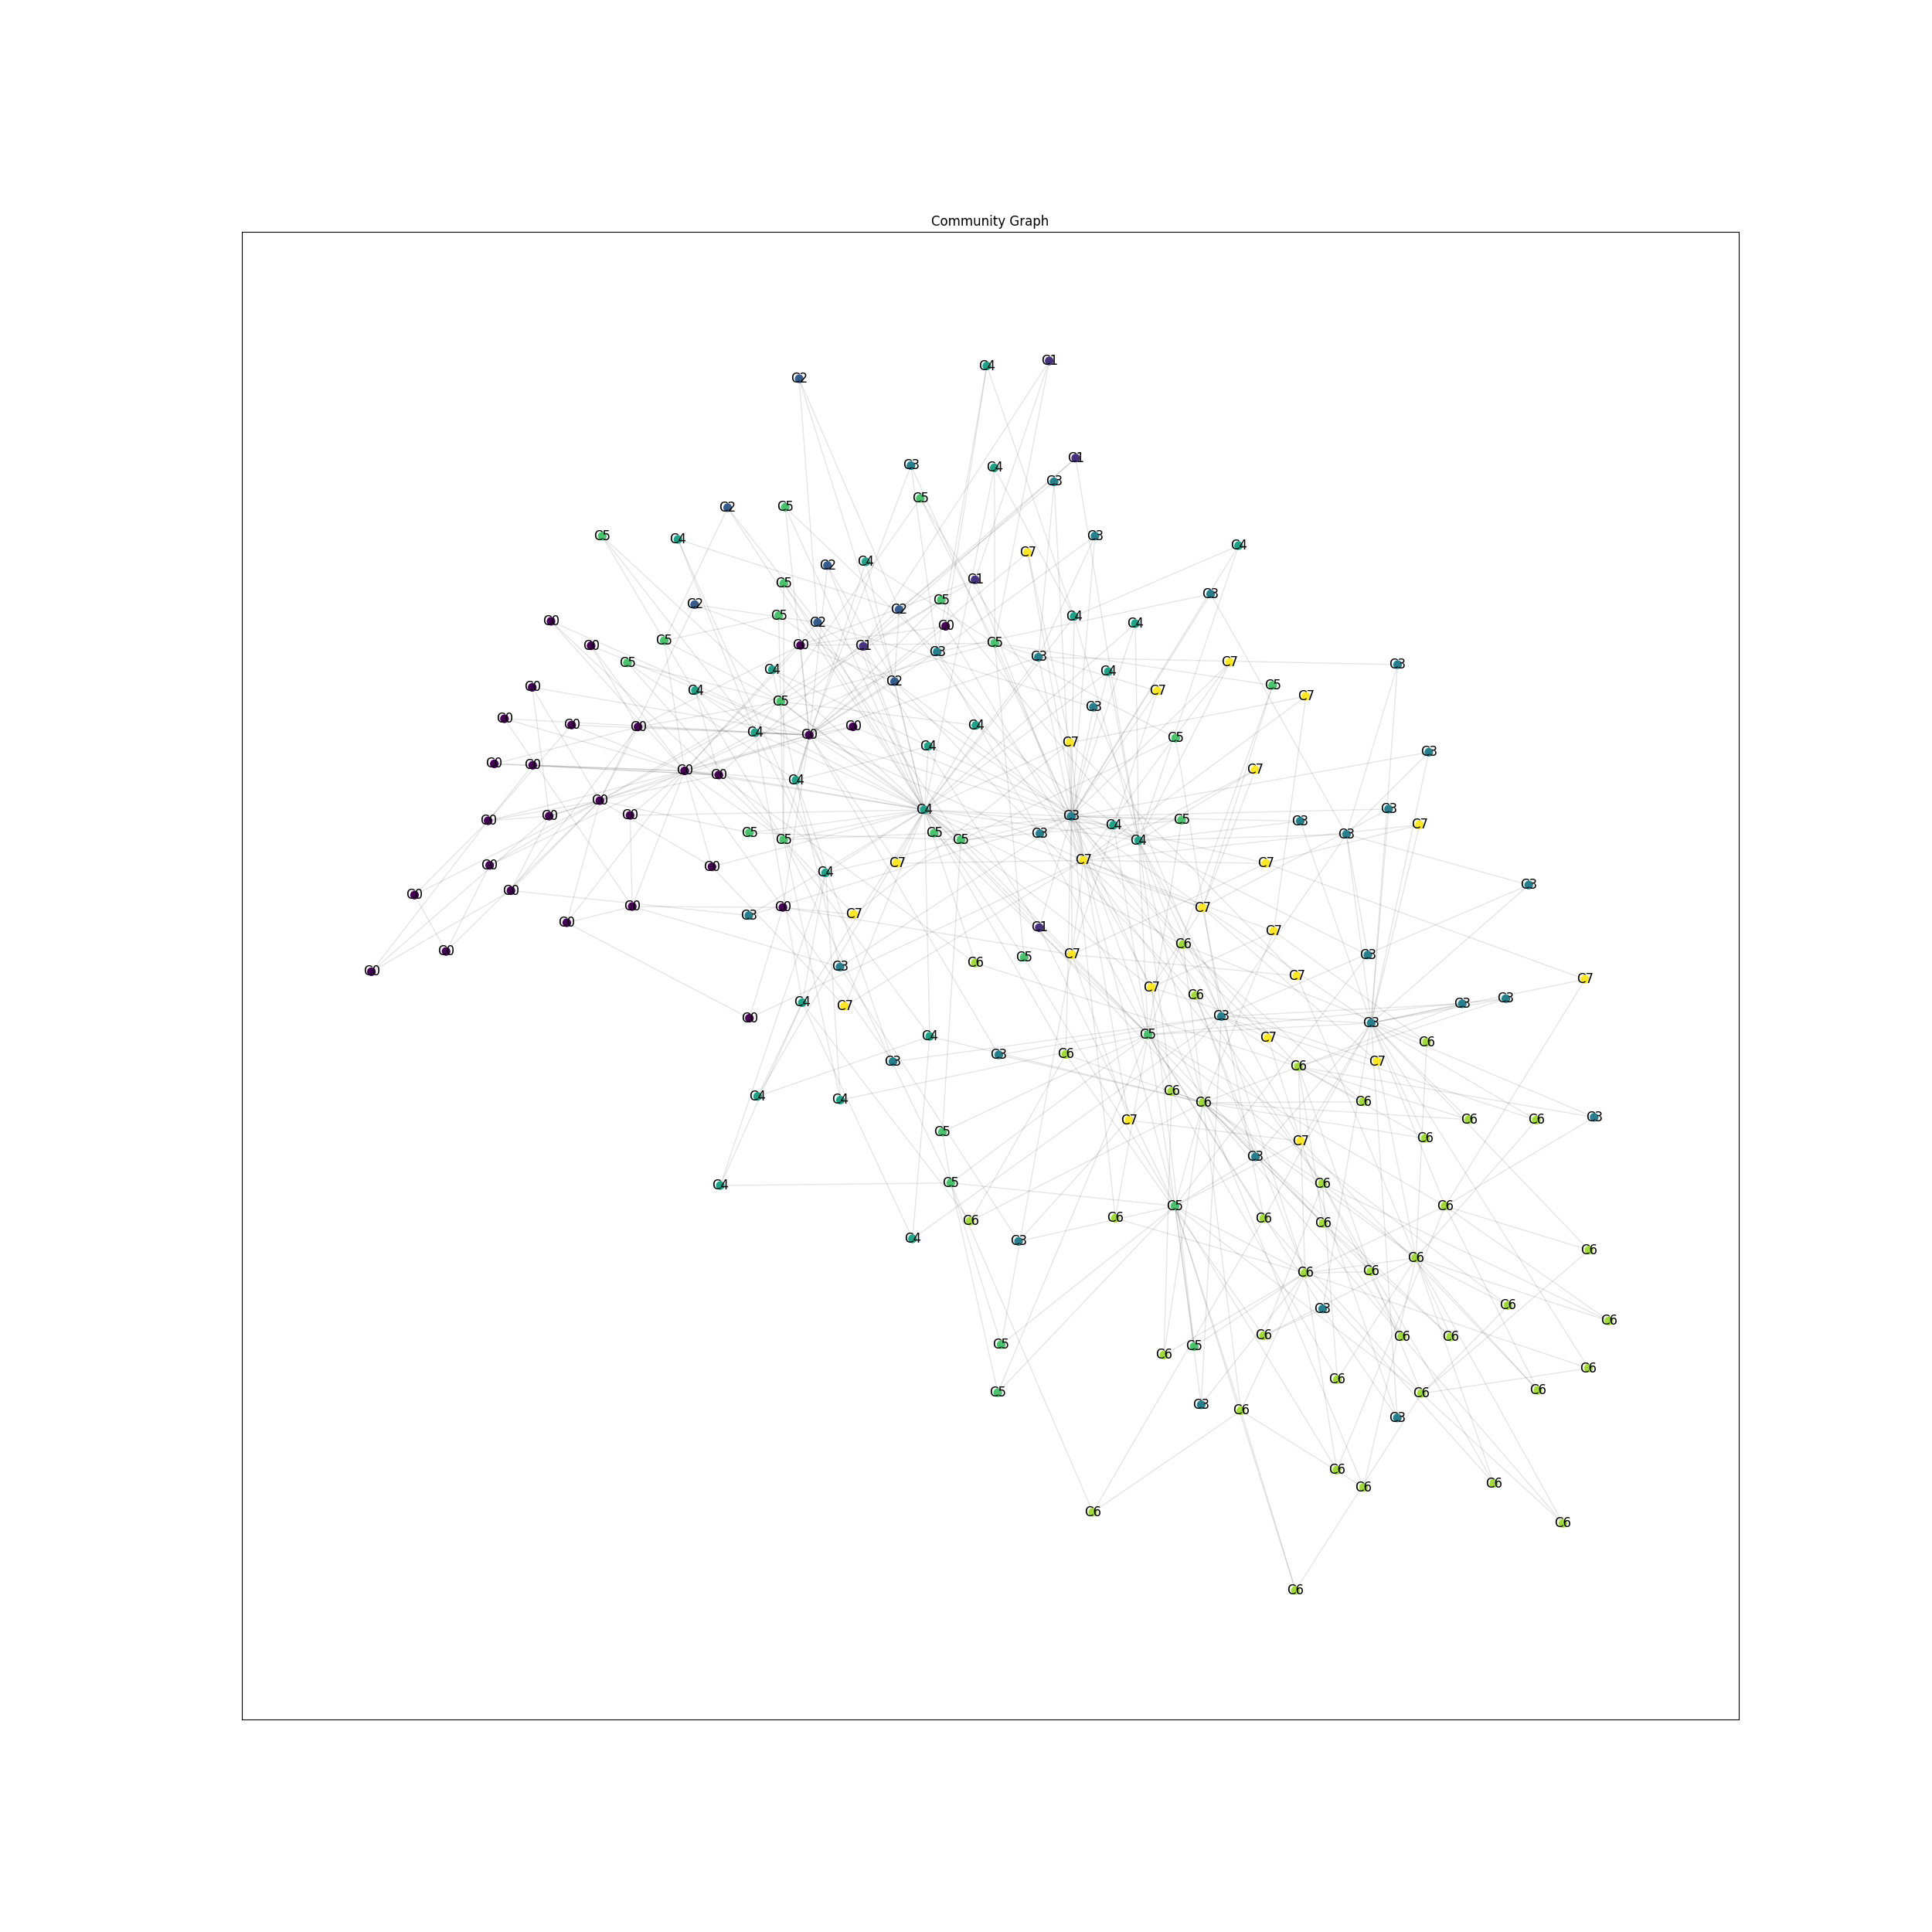 Community Graph
C4 C1
C2
C1
C3 C4
C3
C5
C2 C5
C5 C4 C3
C4
C7
C2 C4
C1
C5
C3
C2 C5 C2
C0 C5 C2 C0 C4 C4
C5
C0 C0 C1 C5
C3 C3
C5 C7 C3
C4 C4
C2 C5
C0 C4 C7 C7
C5 C3
C0 C0 C0 C0 C4
C4 C0 C5
C4 C7
C3
C0 C0 C0 C0 C7
C4
C0 C4 C3
C0 C0 C0 C3 C5 C3
C4 C7
C5 C5 C3 C3
C5 C5 C4
C0 C0 C7 C7 C7
C4
C0 C0 C3
C0 C0 C7 C7
C0 C3
C1 C7
C6
C0 C7 C3
C5
C0 C3 C6
C7 C7
C7 C6
C4 C7 C3 C3
C0 C3 C3
C4 C5 C7 C6
C3 C3 C6 C7
C6
C4 C4 C6 C6 C6
C7 C6 C6 C3
C5 C7 C6
C3
C4 C5 C6
C5 C6
C6 C6 C6 C6
C4 C3 C6
C6 C6 C6
C3 C6
C6
C5 C5 C6 C6 C6
C6
C6 C6
C5 C6 C6
C3 C6 C3
C6
C6 C6
C6
C6
C6